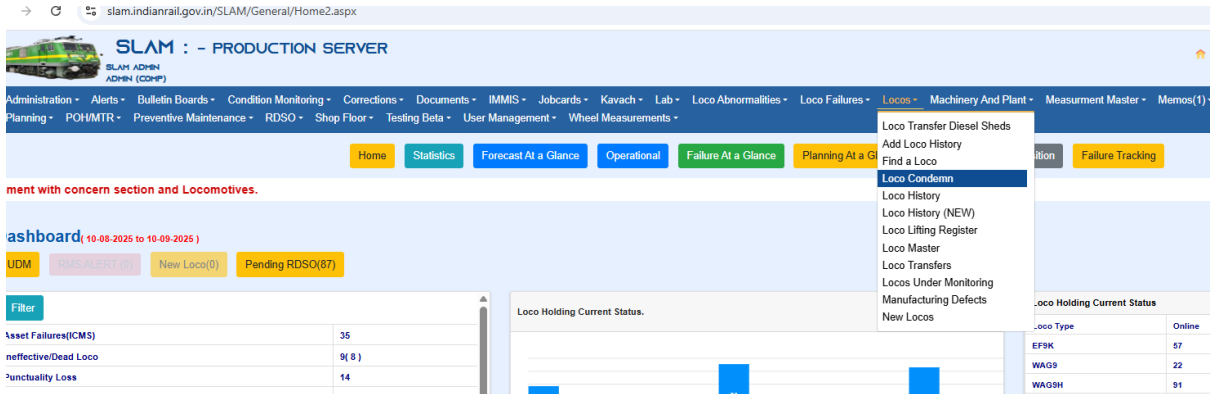 slam.indianrail.gov.in/SLAM/General/Home2.aspx
SLAM : - PRODUCTION SERVER
SLAM ADMIN
ADMIN (COMP)
Administration Alerts Bulletin Boards Condition Monitoring Corrections Documents IMMIS Jobcards Kavach Lab Loco Abnormalities Loco Failures Locos Machinery And Plant Measurment Master Memos(1)
Planning POH/MTR Preventive Maintenance RDSO Shop Floor Testing Beta User Management Wheel Measurements
Loco Transfer Diesel Sheds
Add Loco History
Find a Loco
Loco Condemn
Loco History
Loco History (NEW)
Loco Lifting Register
Loco Master
Loco Transfers
Locos Under Monitoring
Manufacturing Defects
New Locos
Home Statistics Forecast At a Glance Operational Failure At a Glance Planning At a Gl ition Failure Tracking
ment with concern section and Locomotives.
ashboard( 10-08-2025 to 10-09-2025 )
UDM RMS ALERT (0) New Loco(0) Pending RDSO(87)
Filter
Asset Failures(ICMS) 35
neffective/Dead Loco 9( 8 )
Punctuality Loss 14
Loco Holding Current Status.
Loco Holding Current Status
Loco Type Online
EF9K 57
WAG9 22
WAG9H 91